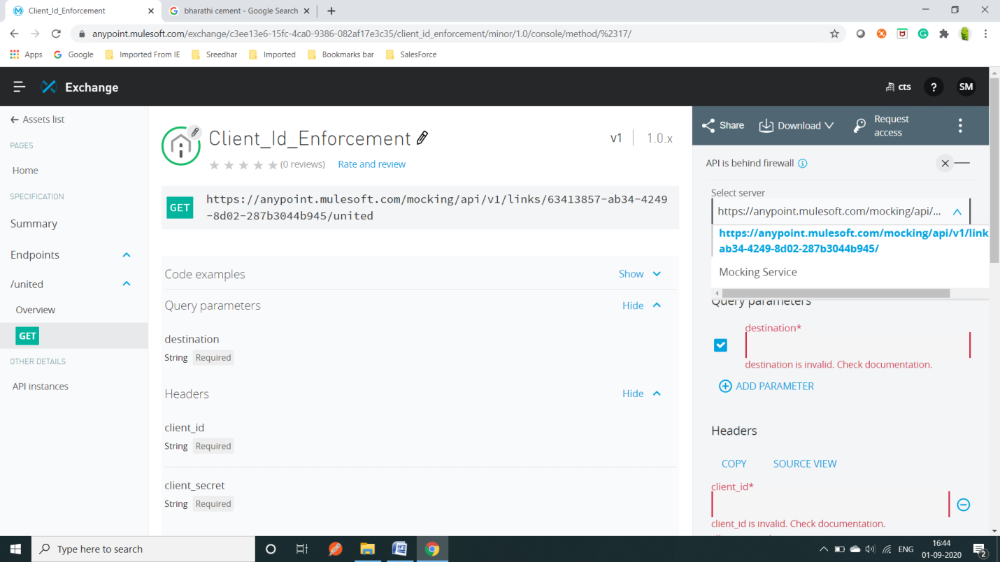 Client_Id_Enforcement
bharathi cement - Google Search
anypoint.mulesoft.com/exchange/c3ee13e6-15fc-4ca0-9386-082af17e3c35/client_id_enforcement/minor/1.0/console/method/%2317/
Apps Google Imported From IE Sreedhar Imported Bookmarks bar SalesForce
Exchange
cts ? SM
Assets list
PAGES
Home
SPECIFICATION
Summary
Endpoints
/united
Overview
GET
OTHER DETAILS
API instances
Client_Id_Enforcement
v1 1.0.x
(0 reviews) Rate and review
GET
https://anypoint.mulesoft.com/mocking/api/v1/links/63413857-ab34-4249
-8d02-287b3044b945/united
Code examples Show
Query parameters Hide
destination
String Required
Headers Hide
client_id
String Required
client_secret
String Required
Share Download Request
access
API is behind firewall
Select server
https://anypoint.mulesoft.com/mocking/api/...
https://anypoint.mulesoft.com/mocking/api/v1/link
ab34-4249-8d02-287b3044b945/
Mocking Service
Query parameters
destination*
destination is invalid. Check documentation.
ADD PARAMETER
Headers
COPY SOURCE VIEW
client_id*
client_id is invalid. Check documentation.
Type here to search
ENG
16:44
01-09-2020
2